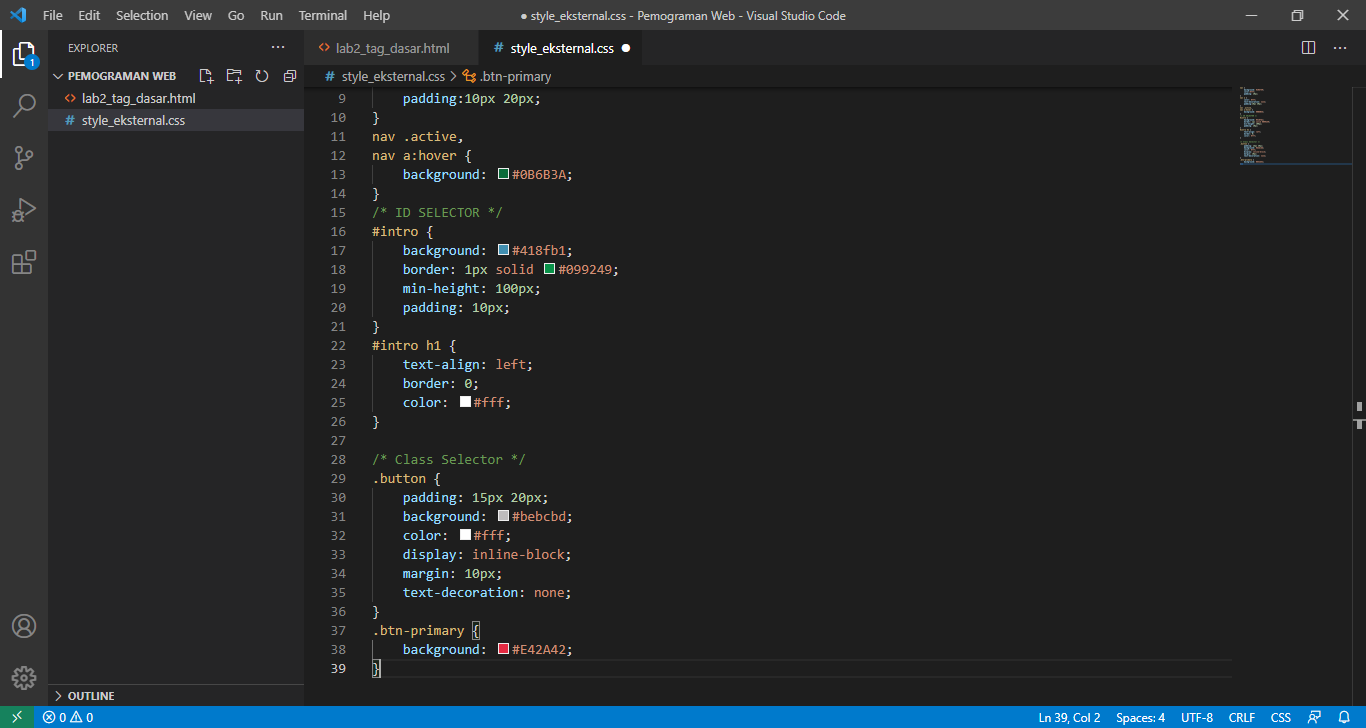 File Edit Selection View Go Run Terminal Help
● style_eksternal.css - Pemograman Web - Visual Studio Code
1
EXPLORER
PEMOGRAMAN WEB
lab2_tag_dasar.html
style_eksternal.css
OUTLINE
lab2_tag_dasar.html
# style_eksternal.css ●
# style_eksternal.css > .btn-primary
9 padding:10px 20px;
10 }
11 nav .active,
12 nav a:hover {
13 background: #0B6B3A;
14 }
15 /* ID SELECTOR */
16 #intro {
17 background: #418fb1;
18 border: 1px solid #099249;
19 min-height: 100px;
20 padding: 10px;
21 }
22 #intro h1 {
23 text-align: left;
24 border: 0;
25 color: #fff;
26 }
27
28 /* Class Selector */
29 .button {
30 padding: 15px 20px;
31 background: #bebcbd;
32 color: #fff;
33 display: inline-block;
34 margin: 10px;
35 text-decoration: none;
36 }
37 .btn-primary {
38 background: #E42A42;
39 }
0 0
Ln 39, Col 2 Spaces: 4 UTF-8 CRLF CSS